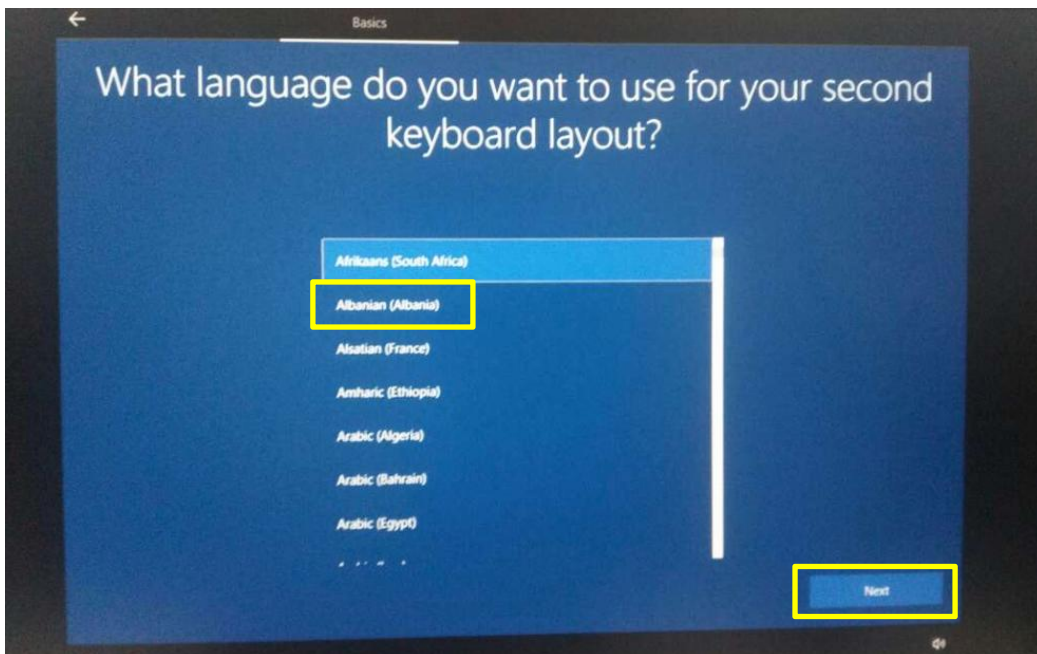 Basics
What language do you want to use for your second
keyboard layout?
Afrikaans (South Africa)
Albanian (Albania)
Alsatian (France)
Amharic (Ethiopia)
Arabic (Algeria)
Arabic (Bahrain)
Arabic (Egypt)
Next